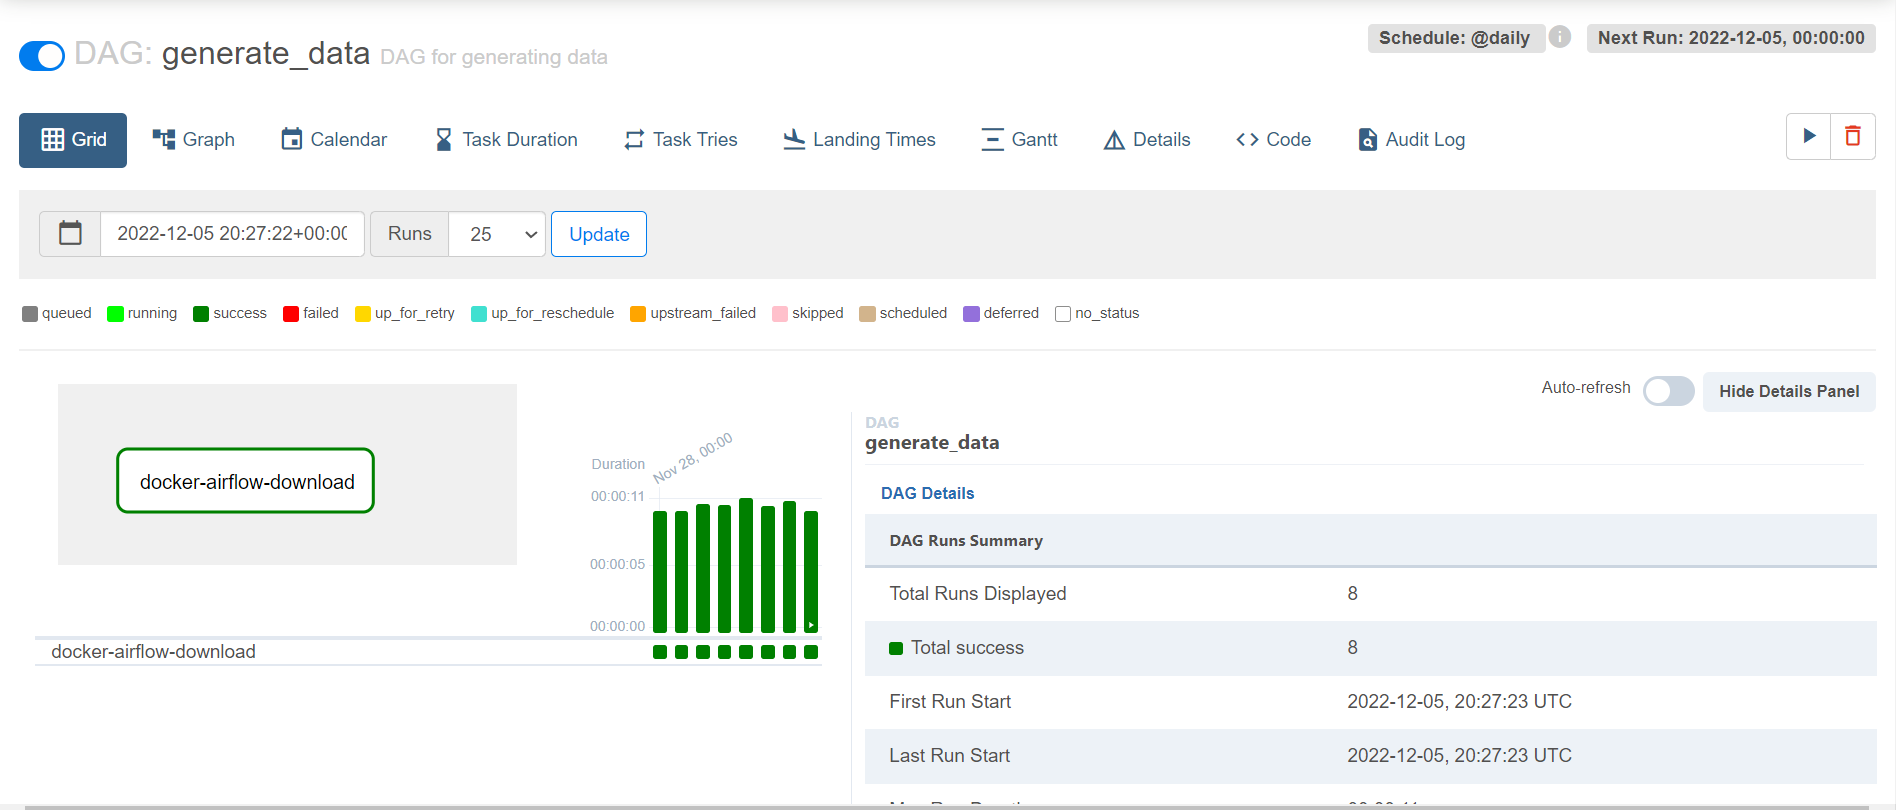 DAG: generate_data DAG for generating data
Schedule: @daily
Next Run: 2022-12-05, 00:00:00
Grid
Graph
Calendar
Task Duration
Task Tries
Landing Times
Gantt
Details
Code
Audit Log
2022-12-05 20:27:22+00:00
Runs
25
Update
queued
running
success
failed
up_for_retry
up_for_reschedule
upstream_failed
skipped
scheduled
deferred
no_status
Auto-refresh
Hide Details Panel
docker-airflow-download
Duration
Nov 28, 00:00
00:00:11
00:00:05
00:00:00
docker-airflow-download
DAG
generate_data
DAG Details
DAG Runs Summary
Total Runs Displayed 8
Total success 8
First Run Start 2022-12-05, 20:27:23 UTC
Last Run Start 2022-12-05, 20:27:23 UTC